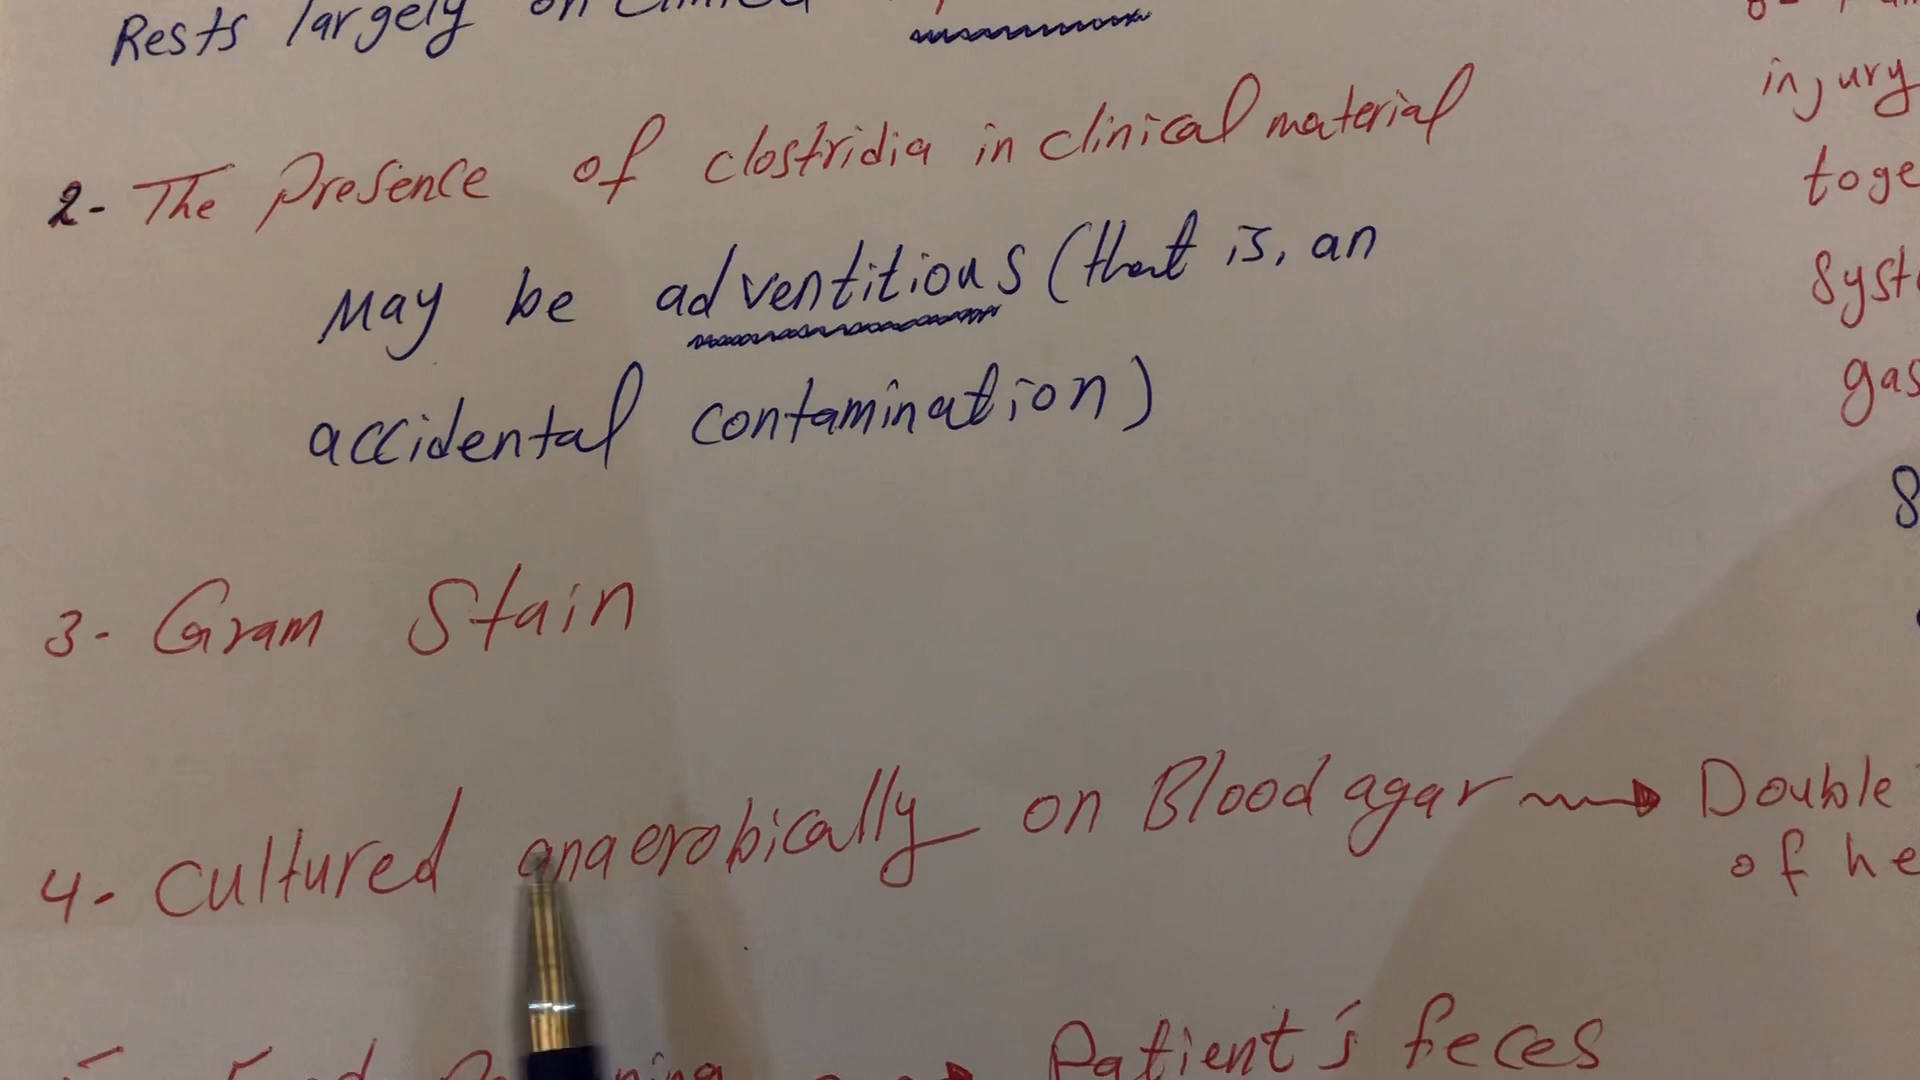 Rests largely on clinical
2- The Presence of clostridia in clinical material
May be adventitious (that is, an
accidental contamination)
3- Gram Stain
4- Cultured anaerobically on Blood agar → Double
of he
Patient's feces
injury
toge
Syst
gas